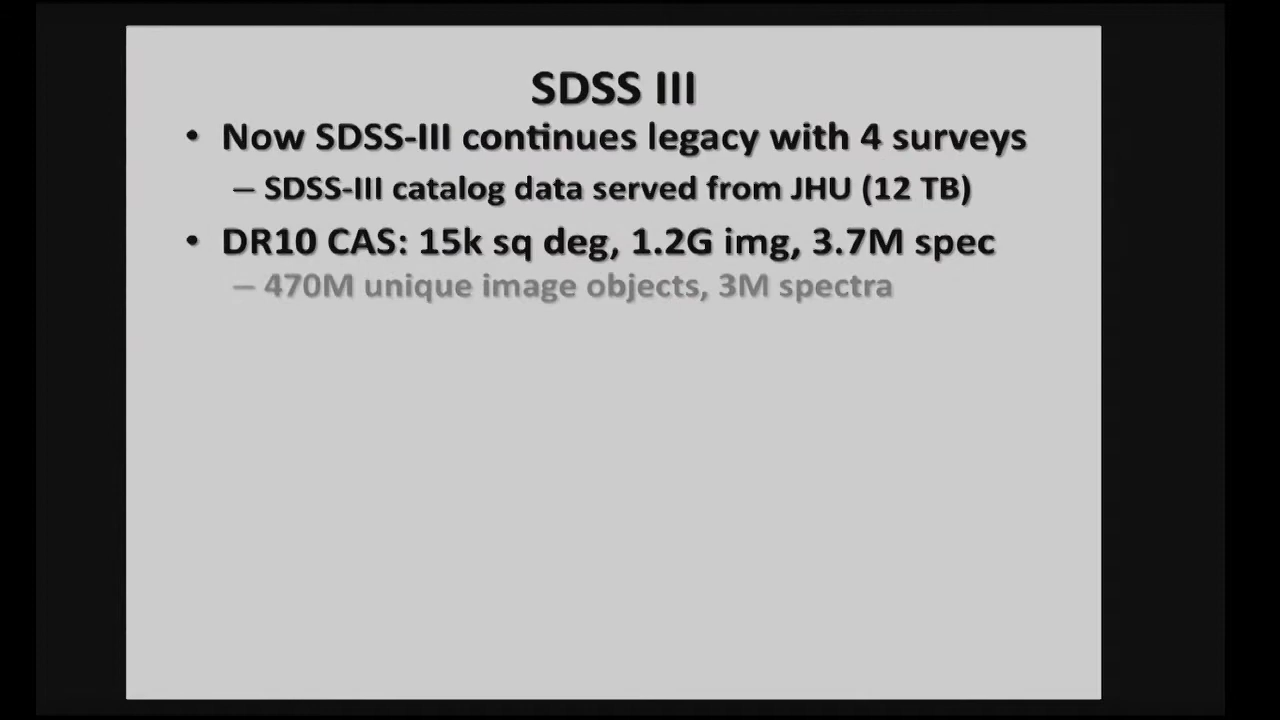 SDSS III
• Now SDSS-III continues legacy with 4 surveys
– SDSS-III catalog data served from JHU (12 TB)
• DR10 CAS: 15k sq deg, 1.2G img, 3.7M spec
– 470M unique image objects, 3M spectra